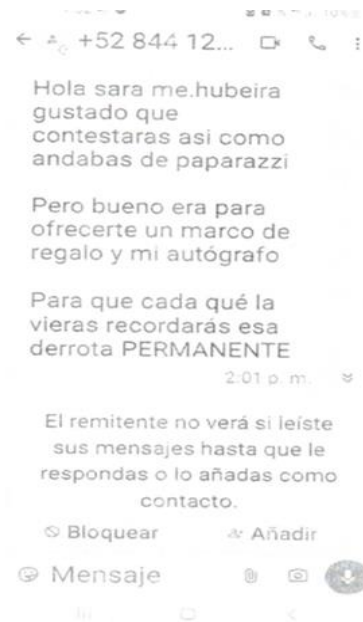 +52 844 12...
Hola sara me.hubeira
gustado que
contestaras asi como
andabas de paparazzi
Pero bueno era para
ofrecerte un marco de
regalo y mi autógrafo
Para que cada qué la
vieras recordarás esa
derrota PERMANENTE
2:01 p. m.
El remitente no verá si leíste
sus mensajes hasta que le
respondas o lo añadas como
contacto.
Bloquear
Añadir
Mensaje